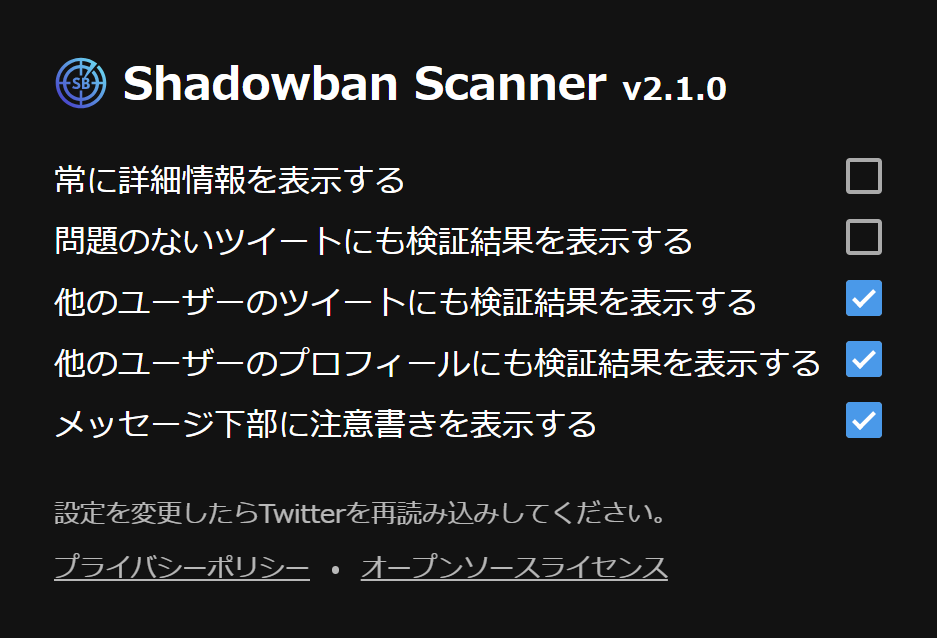 SB Shadowban Scanner v2.1.0
常に詳細情報を表示する
問題のないツイートにも検証結果を表示する
他のユーザーのツイートにも検証結果を表示する
他のユーザーのプロフィールにも検証結果を表示する
メッセージ下部に注意書きを表示する
設定を変更したらTwitterを再読み込みしてください。
プライバシーポリシー • オープンソースライセンス